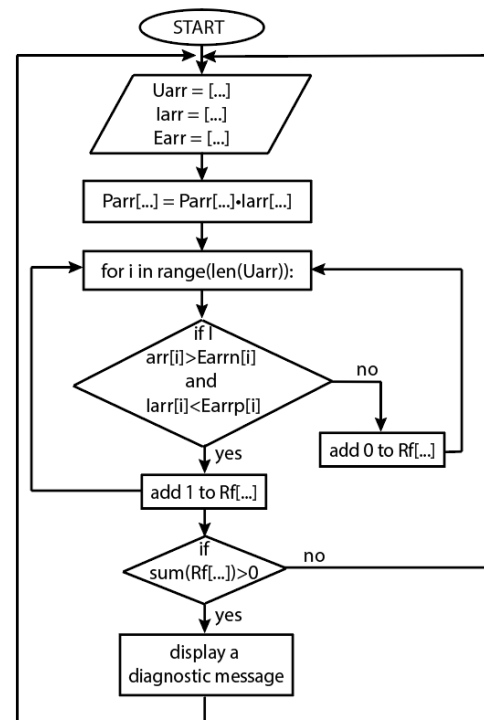 START
Uarr = [...]
Iarr = [...]
Earr = [...]
Parr[...] = Parr[...]•Iarr[...]
for i in range(len(Uarr)):
if I
arr[i]>Earrn[i]
and
Iarr[i]<Earrp[i]
no
add 0 to Rf[...]
yes
add 1 to Rf[...]
if
sum(Rf[...])>0
no
yes
display a
diagnostic message